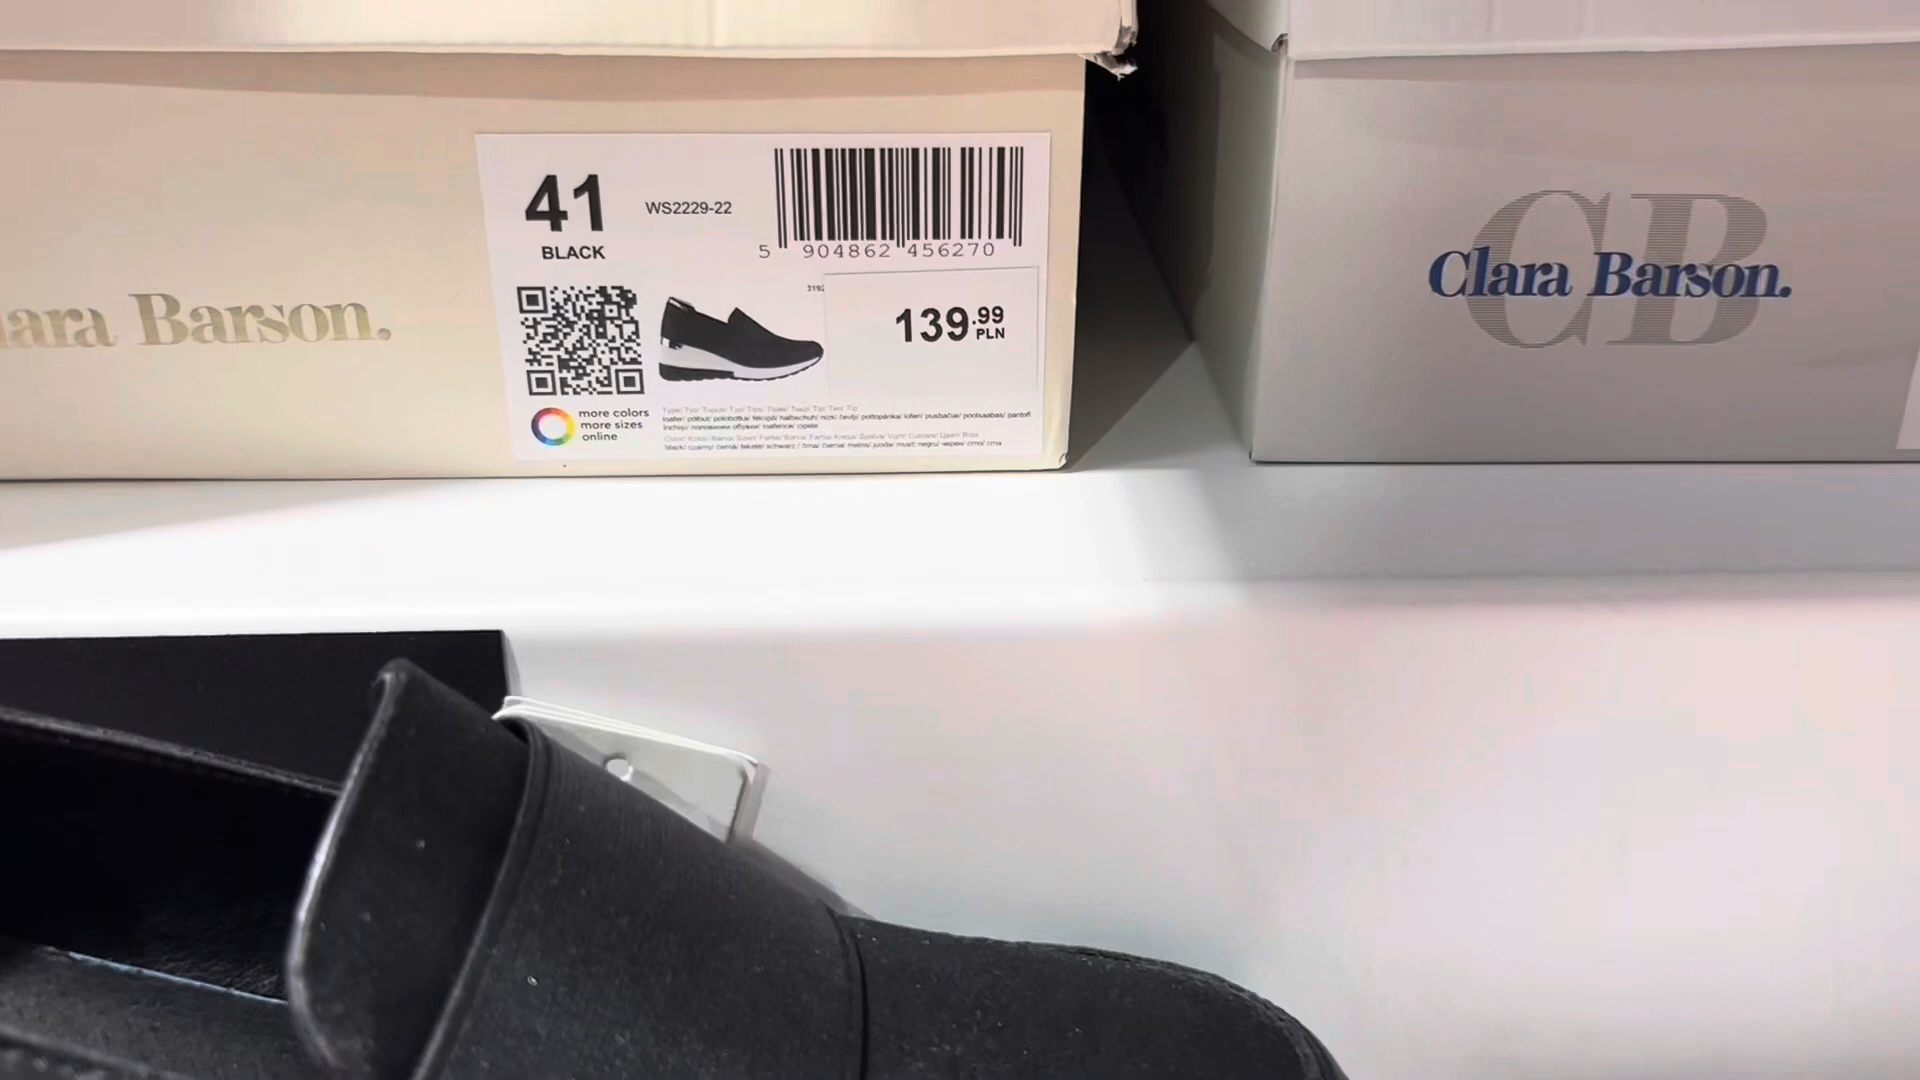 41
BLACK
WS2229-22
5 904862 456270
lara Barson.
139.99
PLN
more colors
more sizes
online
CB
Clara Barson.